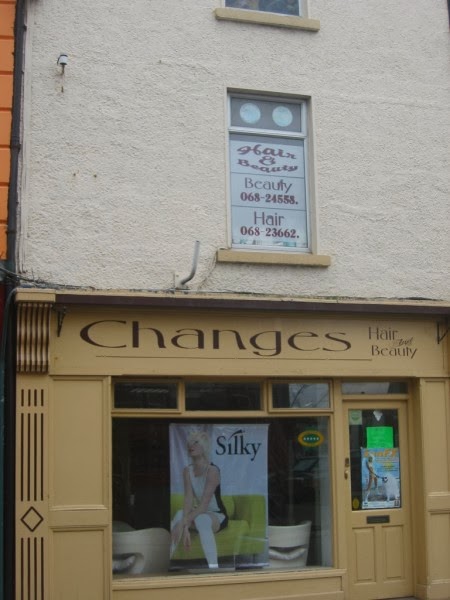 Hair
&
Beauty
Beauty
068-24558.
Hair
068-23662.
Changes
Hair
And
Beauty
Silky